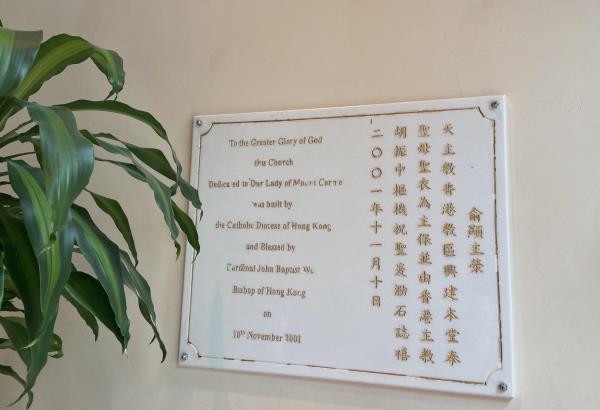 To the Greater Glory of God
this Church
Dedicated to Our Lady of Mount Carmel
was built by
the Catholic Diocese of Hong Kong
and Blessed by
Cardinal John Baptist Wu
Bishop of Hong Kong
on
10th November 2001
俞顯主榮
天主教香港教區興建本堂奉
聖母聖衣為主保並由香港主教
胡振中樞機祝聖爰泐石誌禧
二〇〇一年十一月十日